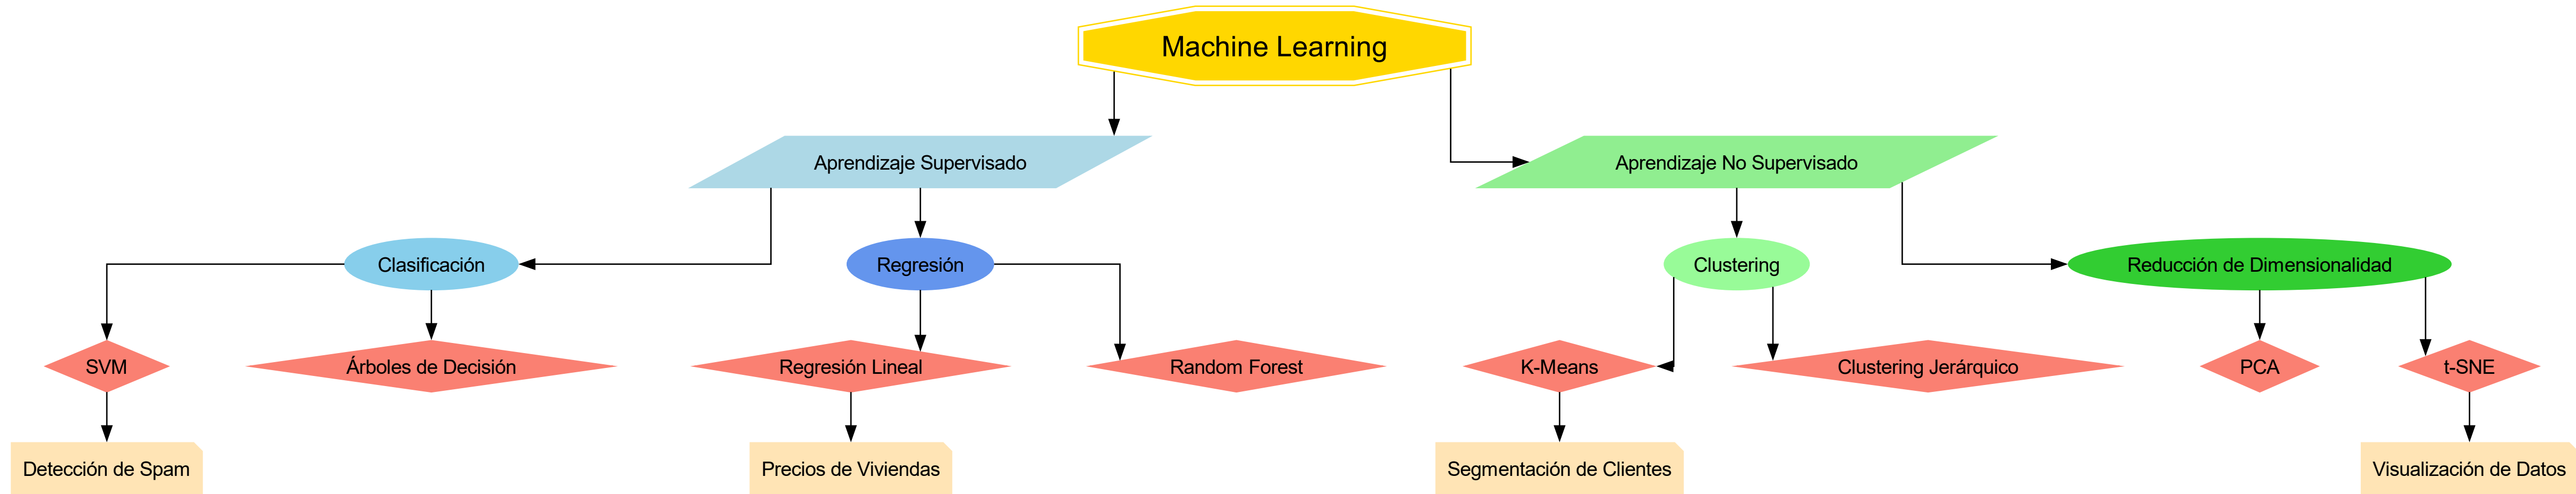 Machine Learning
Aprendizaje Supervisado
Aprendizaje No Supervisado
Clasificación
Regresión
Clustering
Reducción de Dimensionalidad
SVM
Árboles de Decisión
Regresión Lineal
Random Forest
K-Means
Clustering Jerárquico
PCA
t-SNE
Detección de Spam
Precios de Viviendas
Segmentación de Clientes
Visualización de Datos